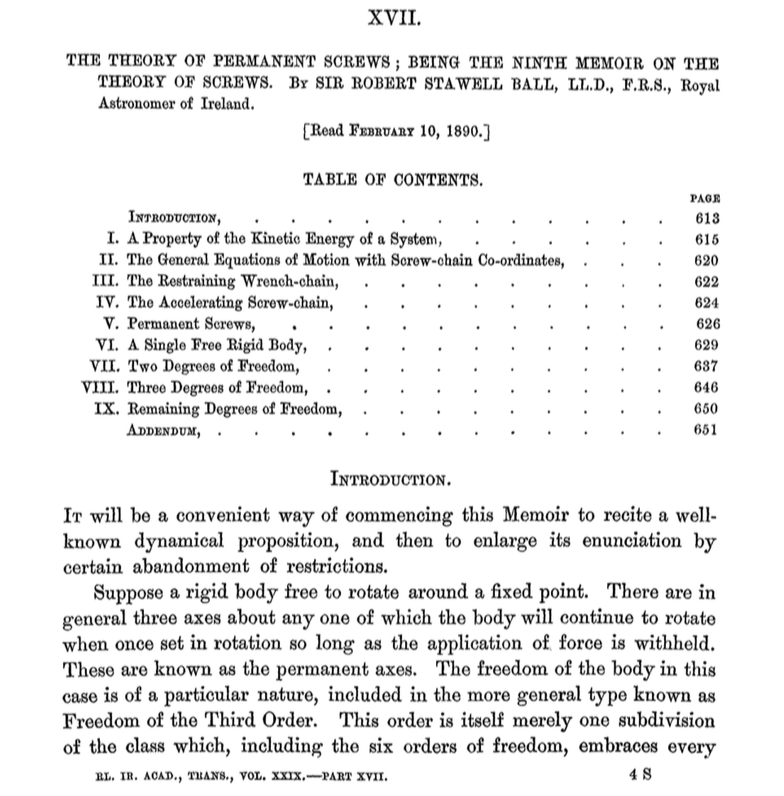 XVII.
THE THEORY OF PERMANENT SCREWS; BEING THE NINTH MEMOIR ON THE
THEORY OF SCREWS. By SIR ROBERT STAWELL BALL, LL.D., F.R.S., Royal
Astronomer of Ireland.
[Read February 10, 1890.]
TABLE OF CONTENTS.
PAGE
Introduction, . . . . . . . . . . . . 613
I. A Property of the Kinetic Energy of a System, . . . . . . 615
II. The General Equations of Motion with Screw-chain Co-ordinates, . . . 620
III. The Restraining Wrench-chain, . . . . . . . . . 622
IV. The Accelerating Screw-chain, . . . . . . . . . 624
V. Permanent Screws, . . . . . . . . . . . 626
VI. A Single Free Rigid Body, . . . . . . . . . . 629
VII. Two Degrees of Freedom, . . . . . . . . . . 637
VIII. Three Degrees of Freedom, . . . . . . . . . . 646
IX. Remaining Degrees of Freedom, . . . . . . . . . 650
Addendum, . . . . . . . . . . . . . 651
Introduction.
It will be a convenient way of commencing this Memoir to recite a well-
known dynamical proposition, and then to enlarge its enunciation by
certain abandonment of restrictions.
Suppose a rigid body free to rotate around a fixed point. There are in
general three axes about any one of which the body will continue to rotate
when once set in rotation so long as the application of force is withheld.
These are known as the permanent axes. The freedom of the body in this
case is of a particular nature, included in the more general type known as
Freedom of the Third Order. This order is itself merely one subdivision
of the class which, including the six orders of freedom, embraces every
RL. IR. ACAD., TRANS., VOL. XXIX.—PART XVII. 4 S